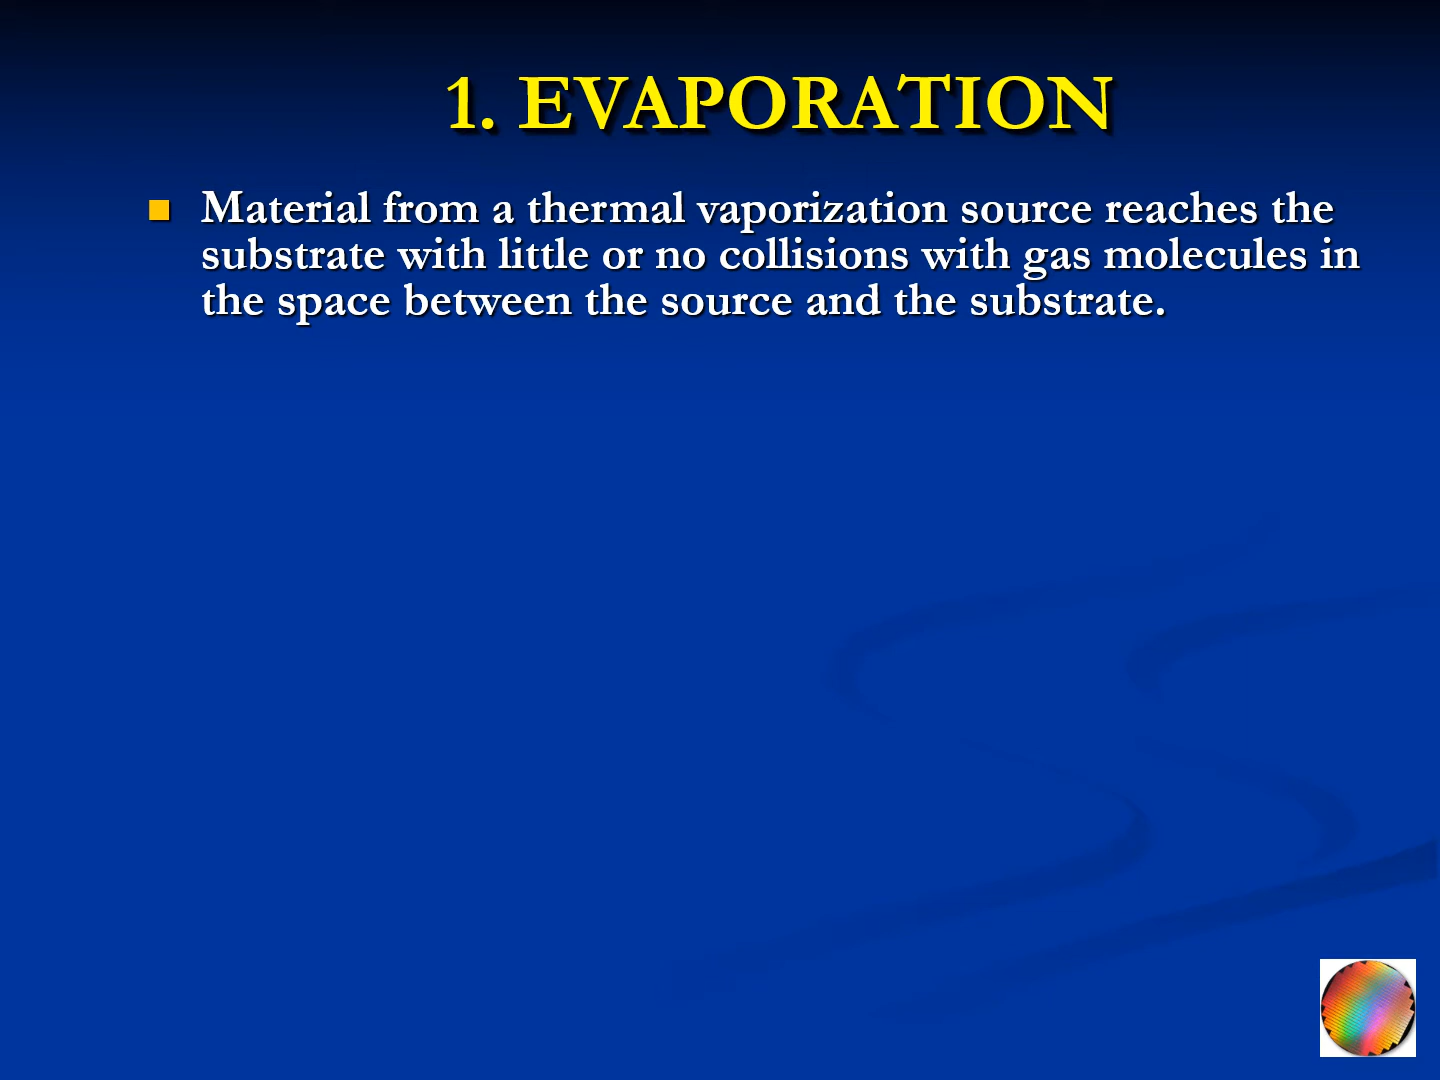 1. EVAPORATION
Material from a thermal vaporization source reaches the
substrate with little or no collisions with gas molecules in
the space between the source and the substrate.